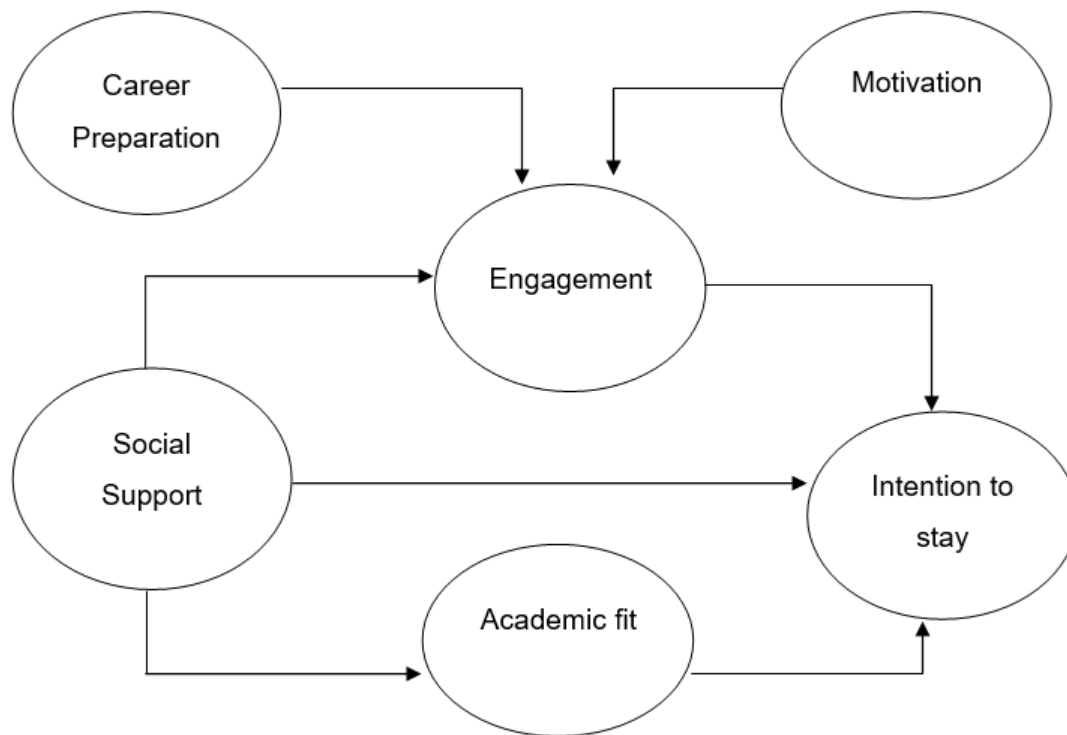 Career
Preparation
Motivation
Engagement
Social
Support
Intention to
stay
Academic fit